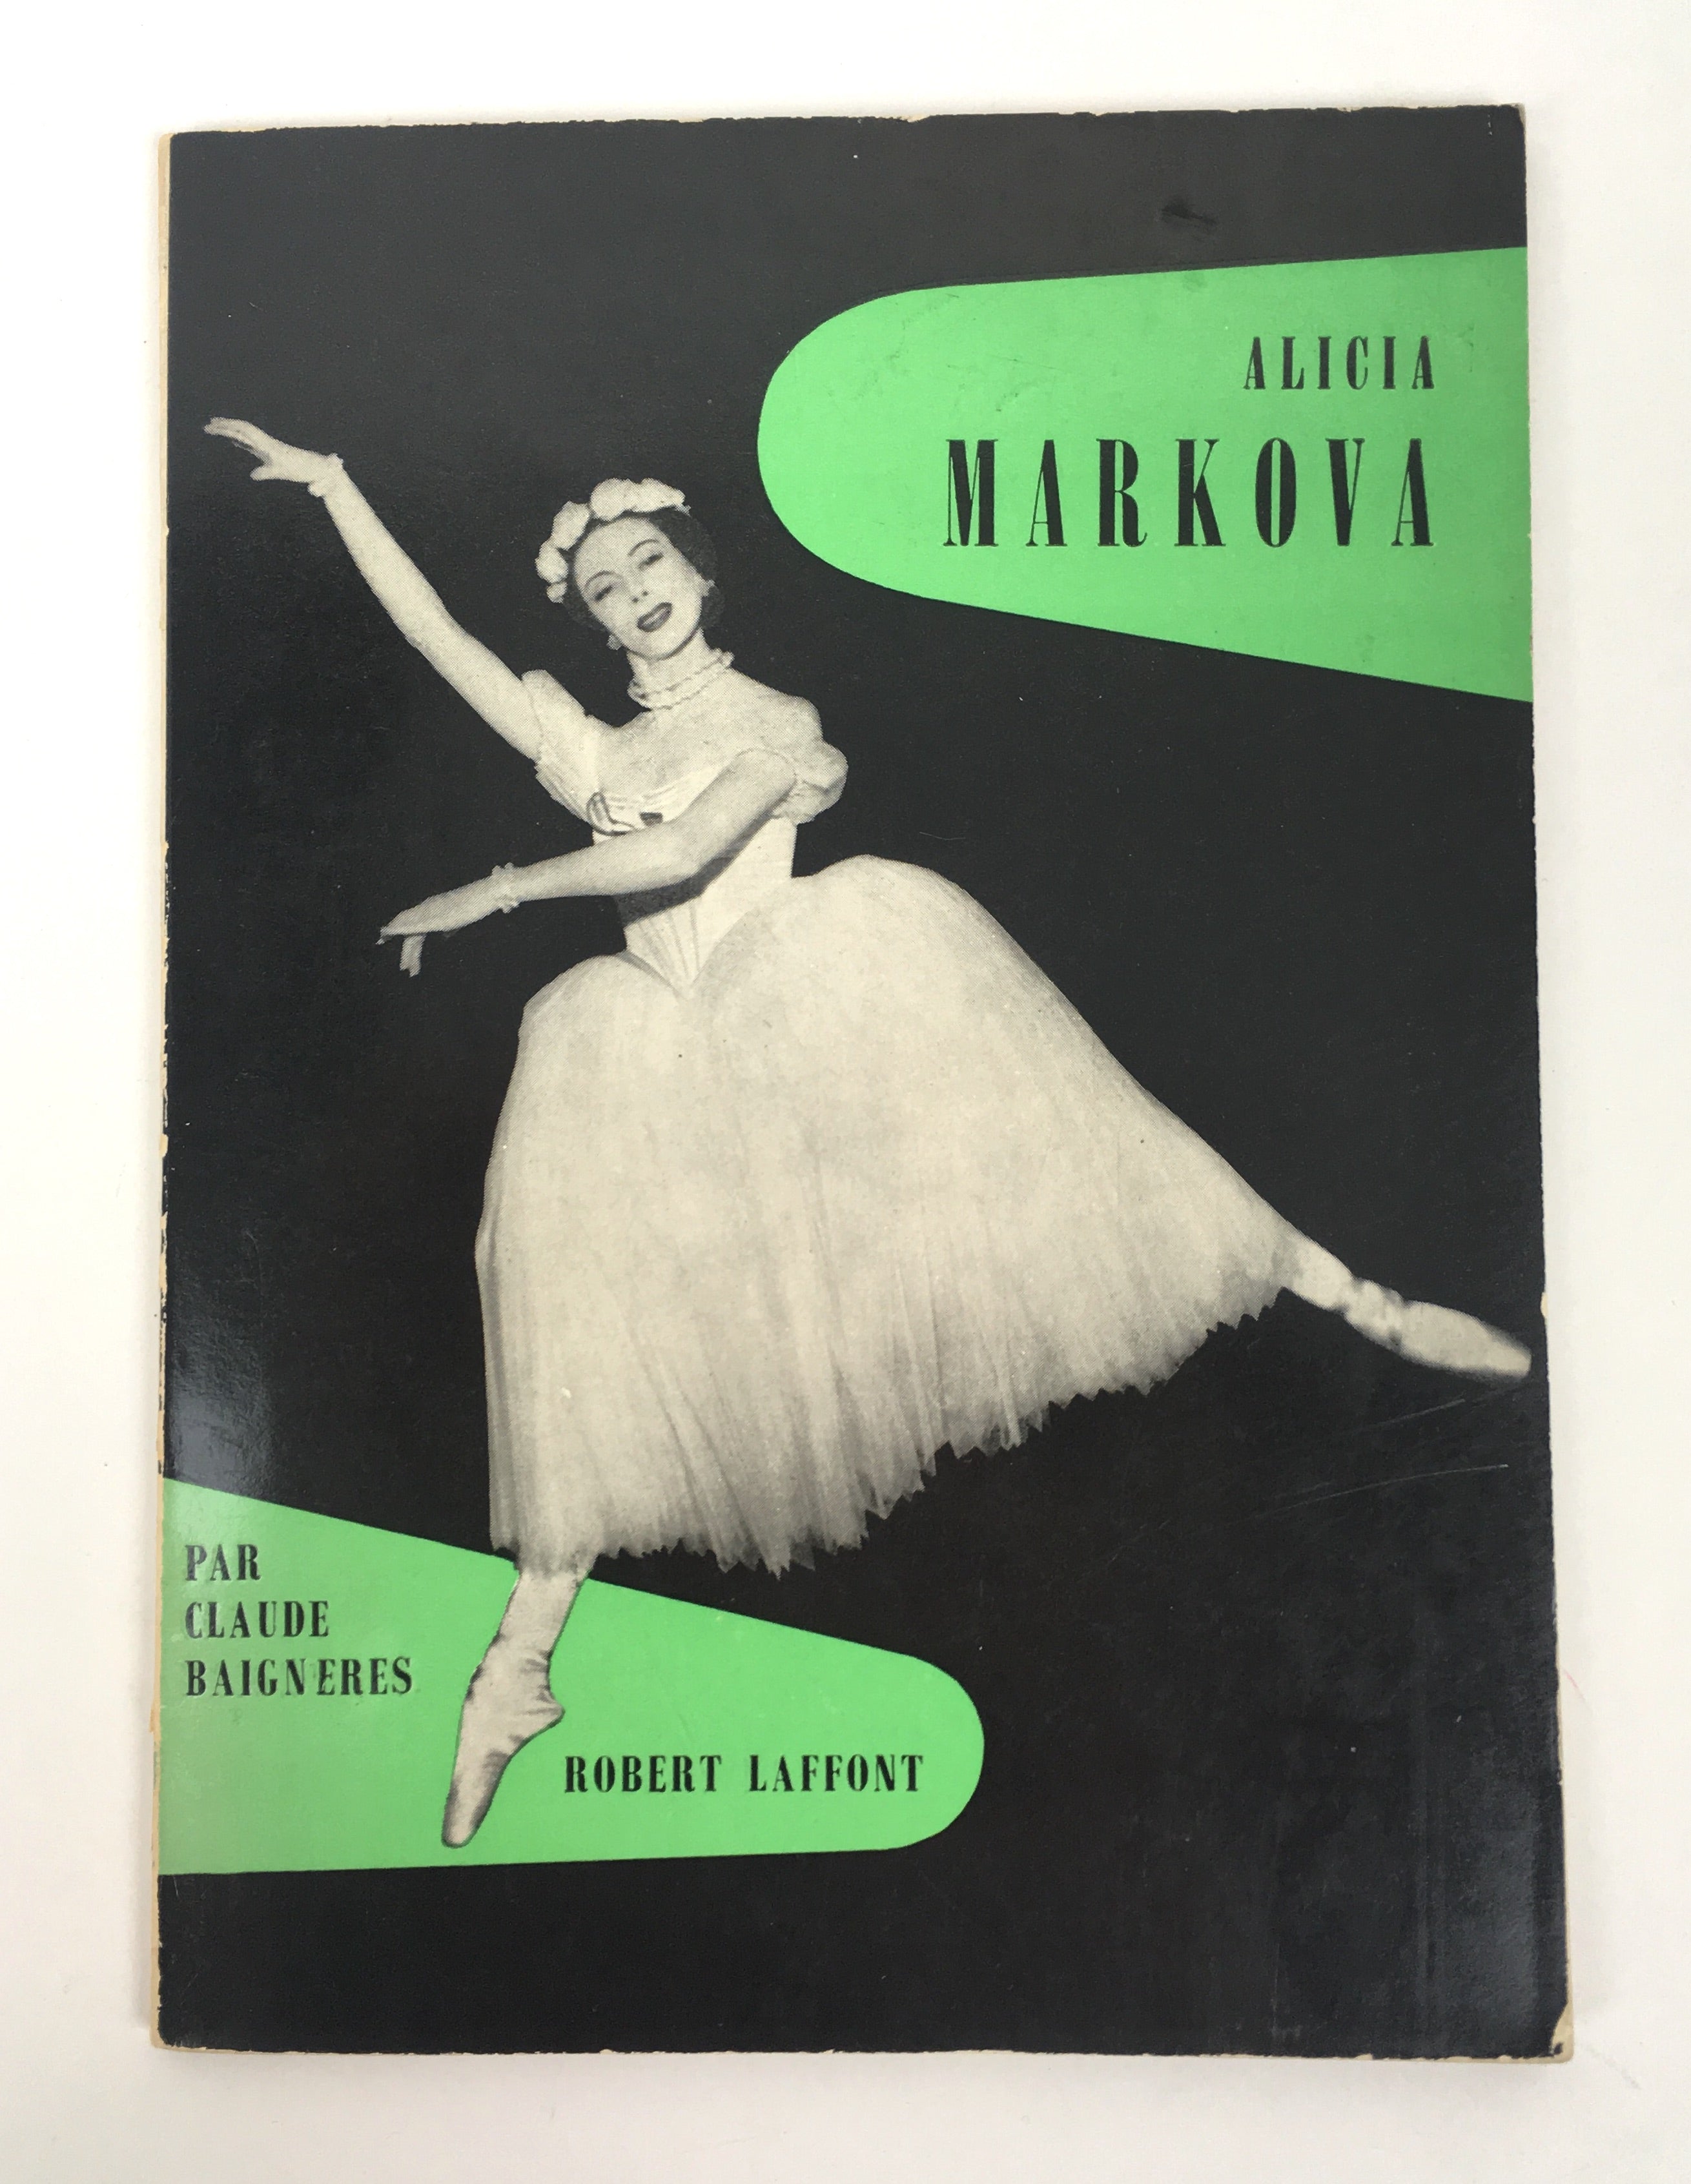 ALICIA
MARKOVA
PAR
CLAUDE
BAIGNERES
ROBERT LAFFONT